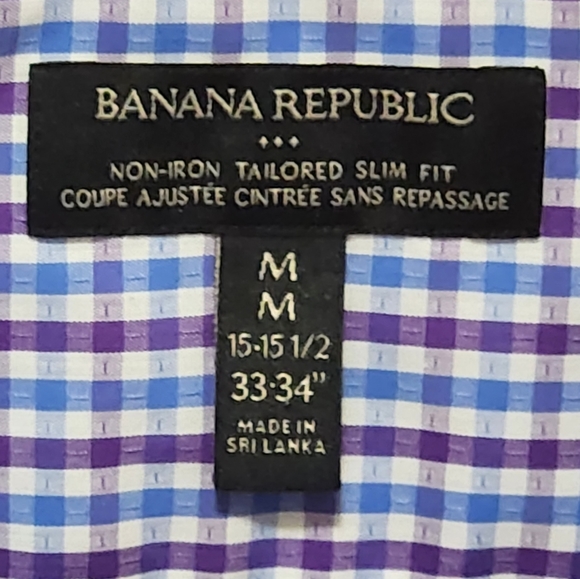 BANANA REPUBLIC
NON-IRON TAILORED SLIM FIT
COUPE AJUSTÉE CINTRÉE SANS REPASSAGE
M
M
15-15 1/2
33-34"
MADE IN
SRI LANKA